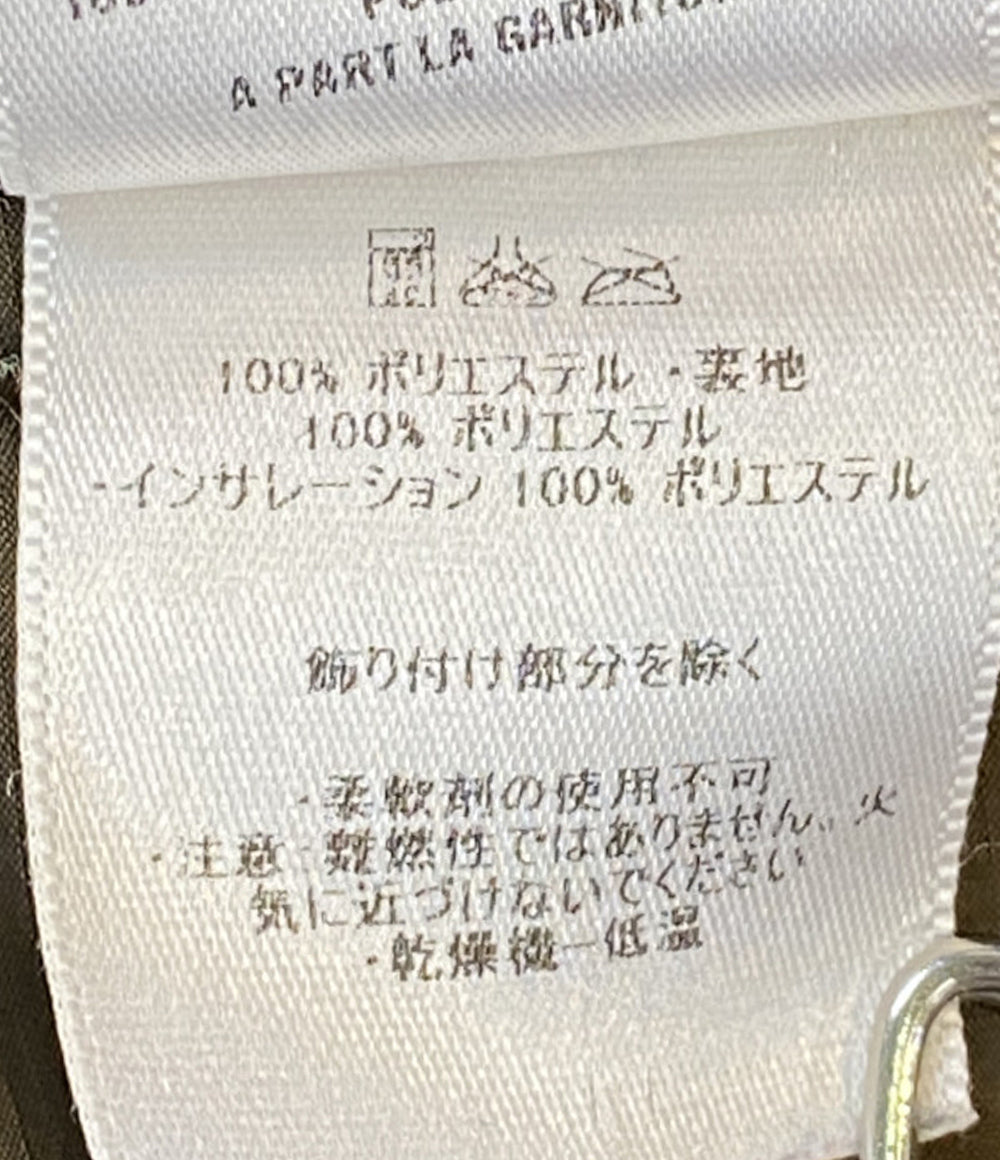 A PART LA
100% ポリエステル ・裏地
100% ポリエステル
・インサレーション 100% ポリエステル
飾り付け部分を除く
・柔軟剤の使用不可
・注意：難燃性ではありません。火
気に近づけないでください
・乾燥機ー低温